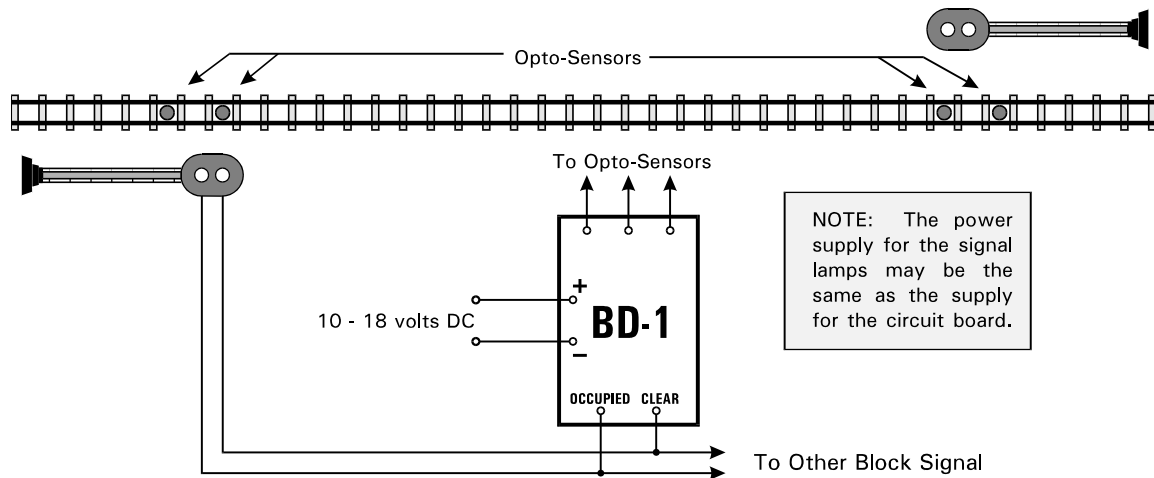 Opto-Sensors
To Opto-Sensors
NOTE: The power
supply for the signal
lamps may be the
same as the supply
for the circuit board.
+
10 - 18 volts DC
BD-1
–
OCCUPIED CLEAR
To Other Block Signal